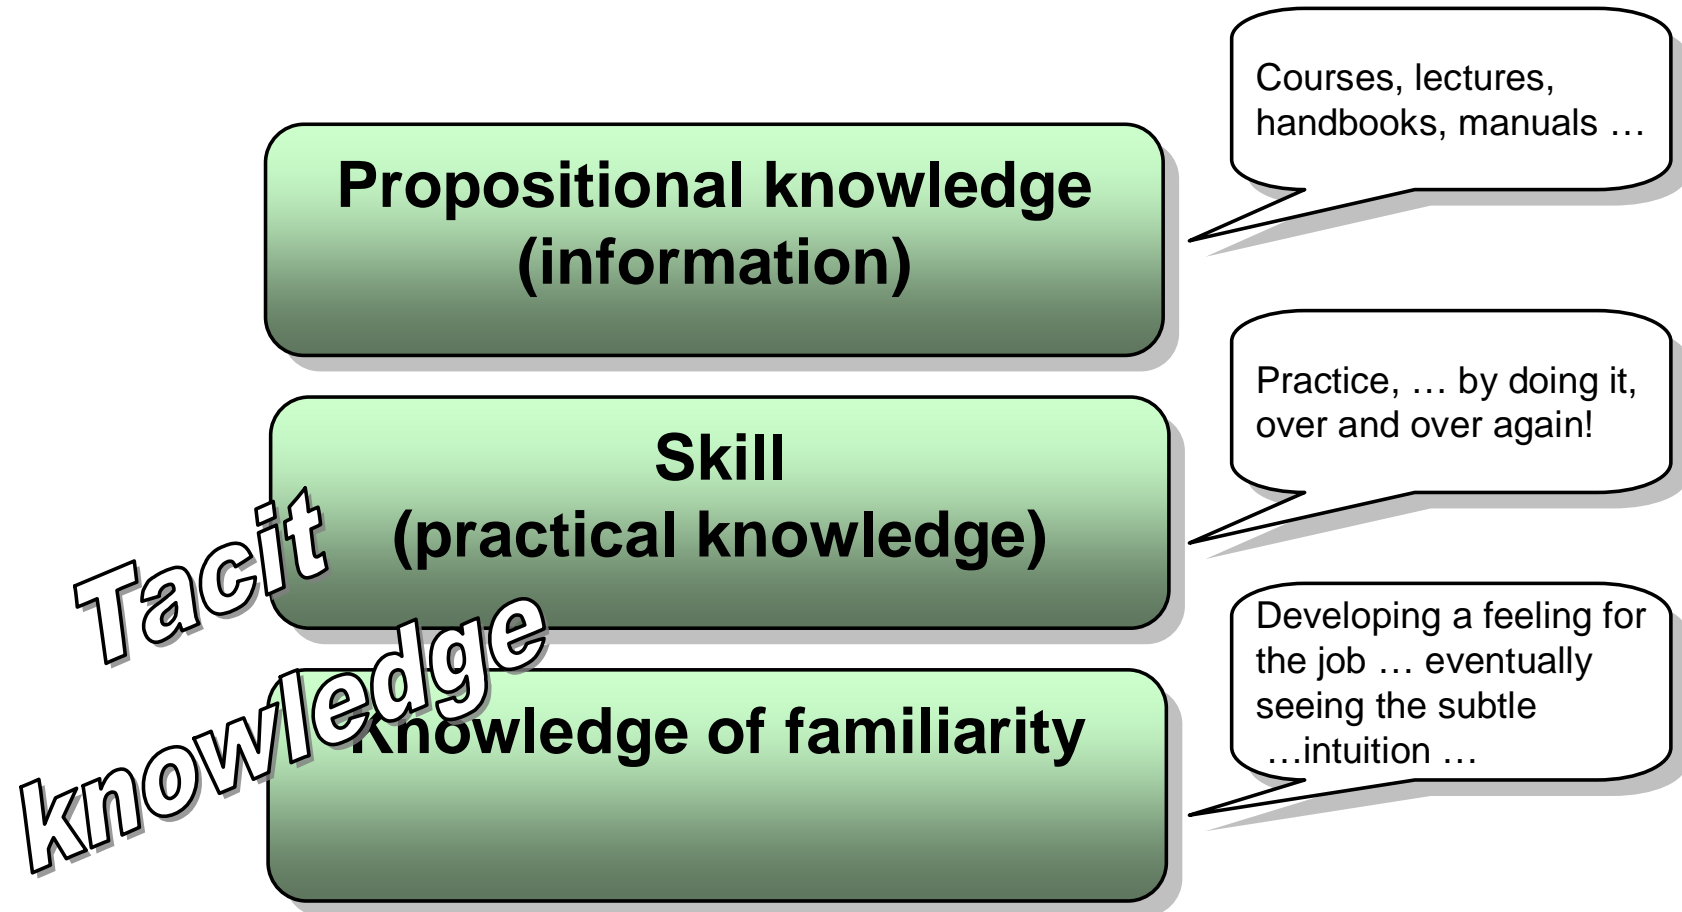 Courses, lectures,
handbooks, manuals …
Propositional knowledge
(information)
Practice, … by doing it,
over and over again!
Skill
(practical knowledge)
Tacit
knowledge
Developing a feeling for
the job … eventually
seeing the subtle
…intuition …
Knowledge of familiarity